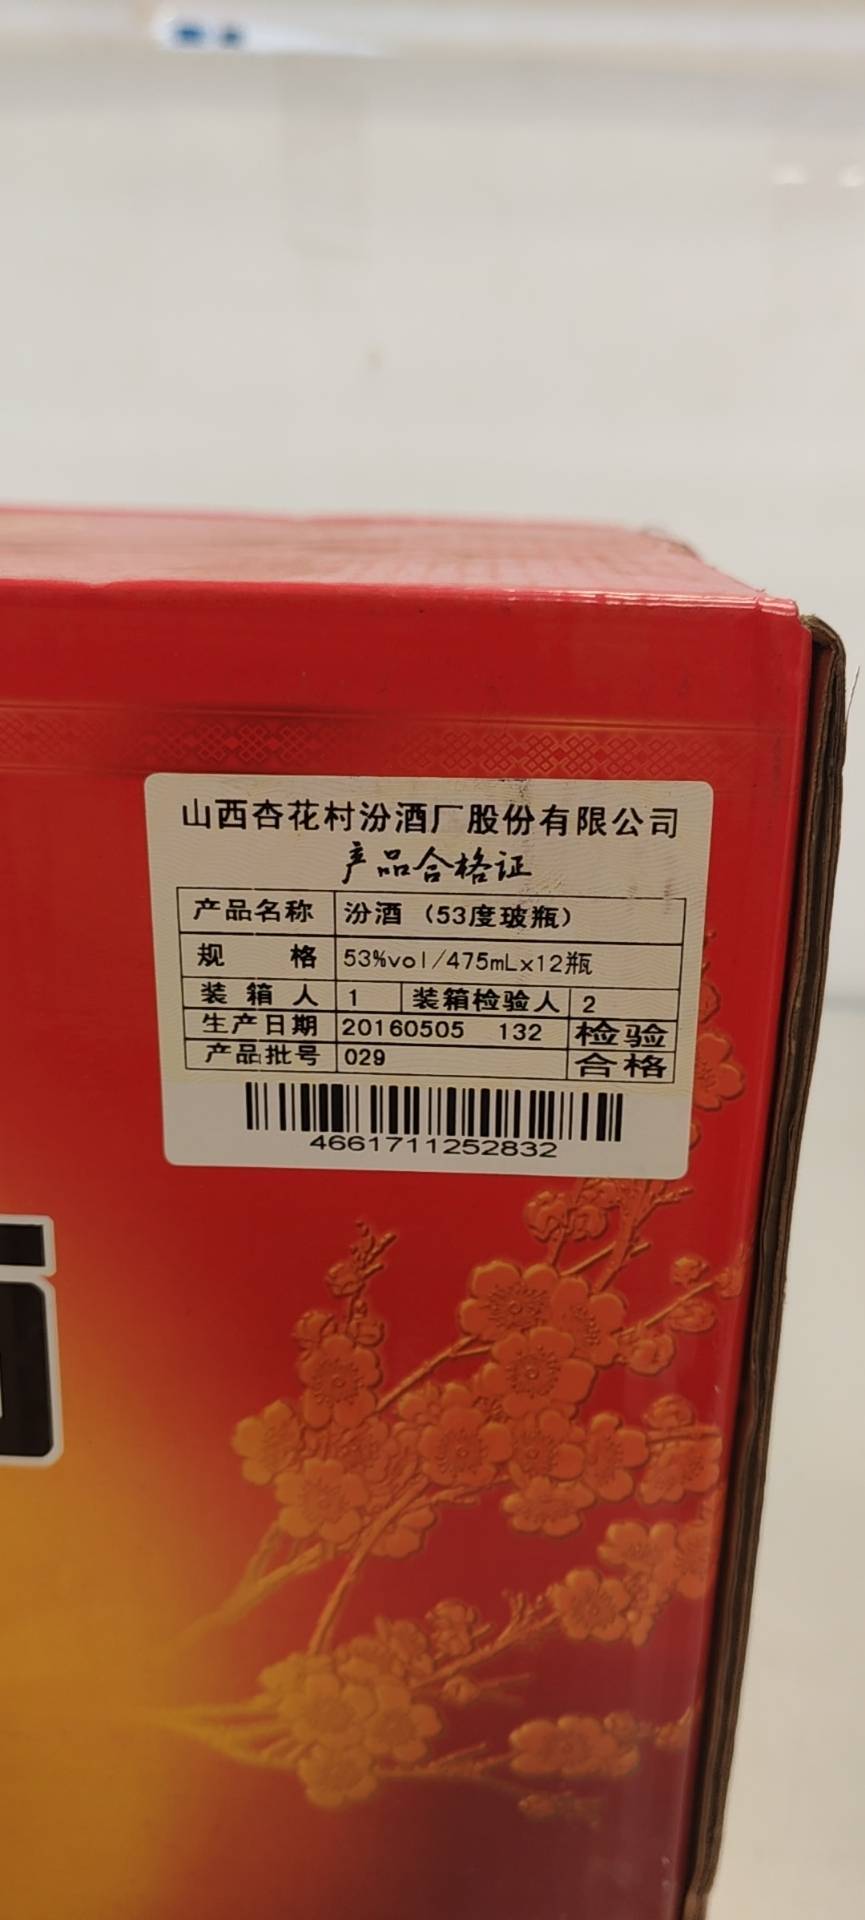 山西杏花村汾酒厂股份有限公司
产品合格证
产品名称 汾酒（53度玻瓶）
规 格 53%vol/475mLx12瓶
装箱人 1 装箱检验人 2
生产日期 20160505 132 检验
产品批号 029 合格
4661711252832